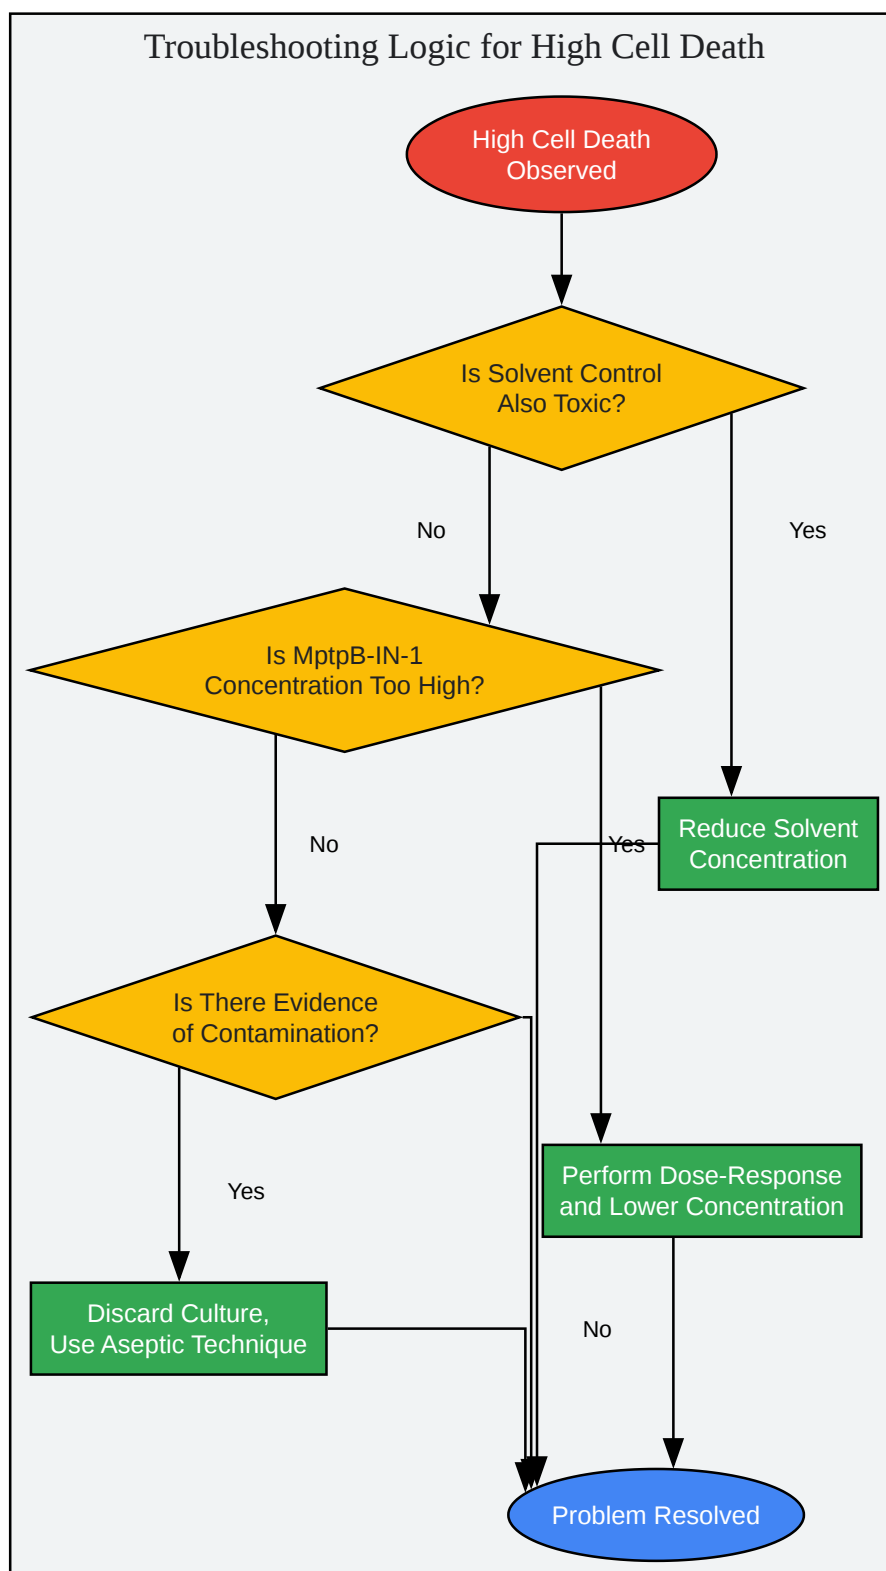 Troubleshooting Logic for High Cell Death
High Cell Death
Observed
Is Solvent Control
Also Toxic?
No
Yes
Is MptpB-IN-1
Concentration Too High?
No
Yes
Reduce Solvent
Concentration
Is There Evidence
of Contamination?
Yes
Perform Dose-Response
and Lower Concentration
Discard Culture,
Use Aseptic Technique
No
Problem Resolved